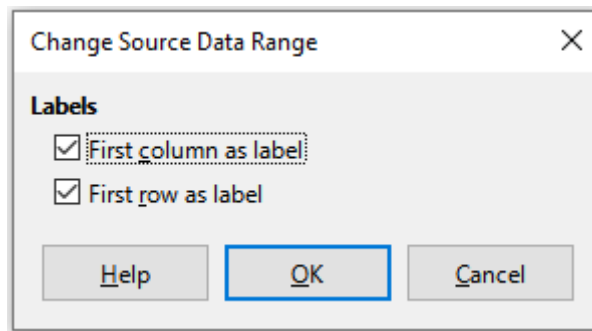 Change Source Data Range
Labels
First column as label
First row as label
Help OK Cancel